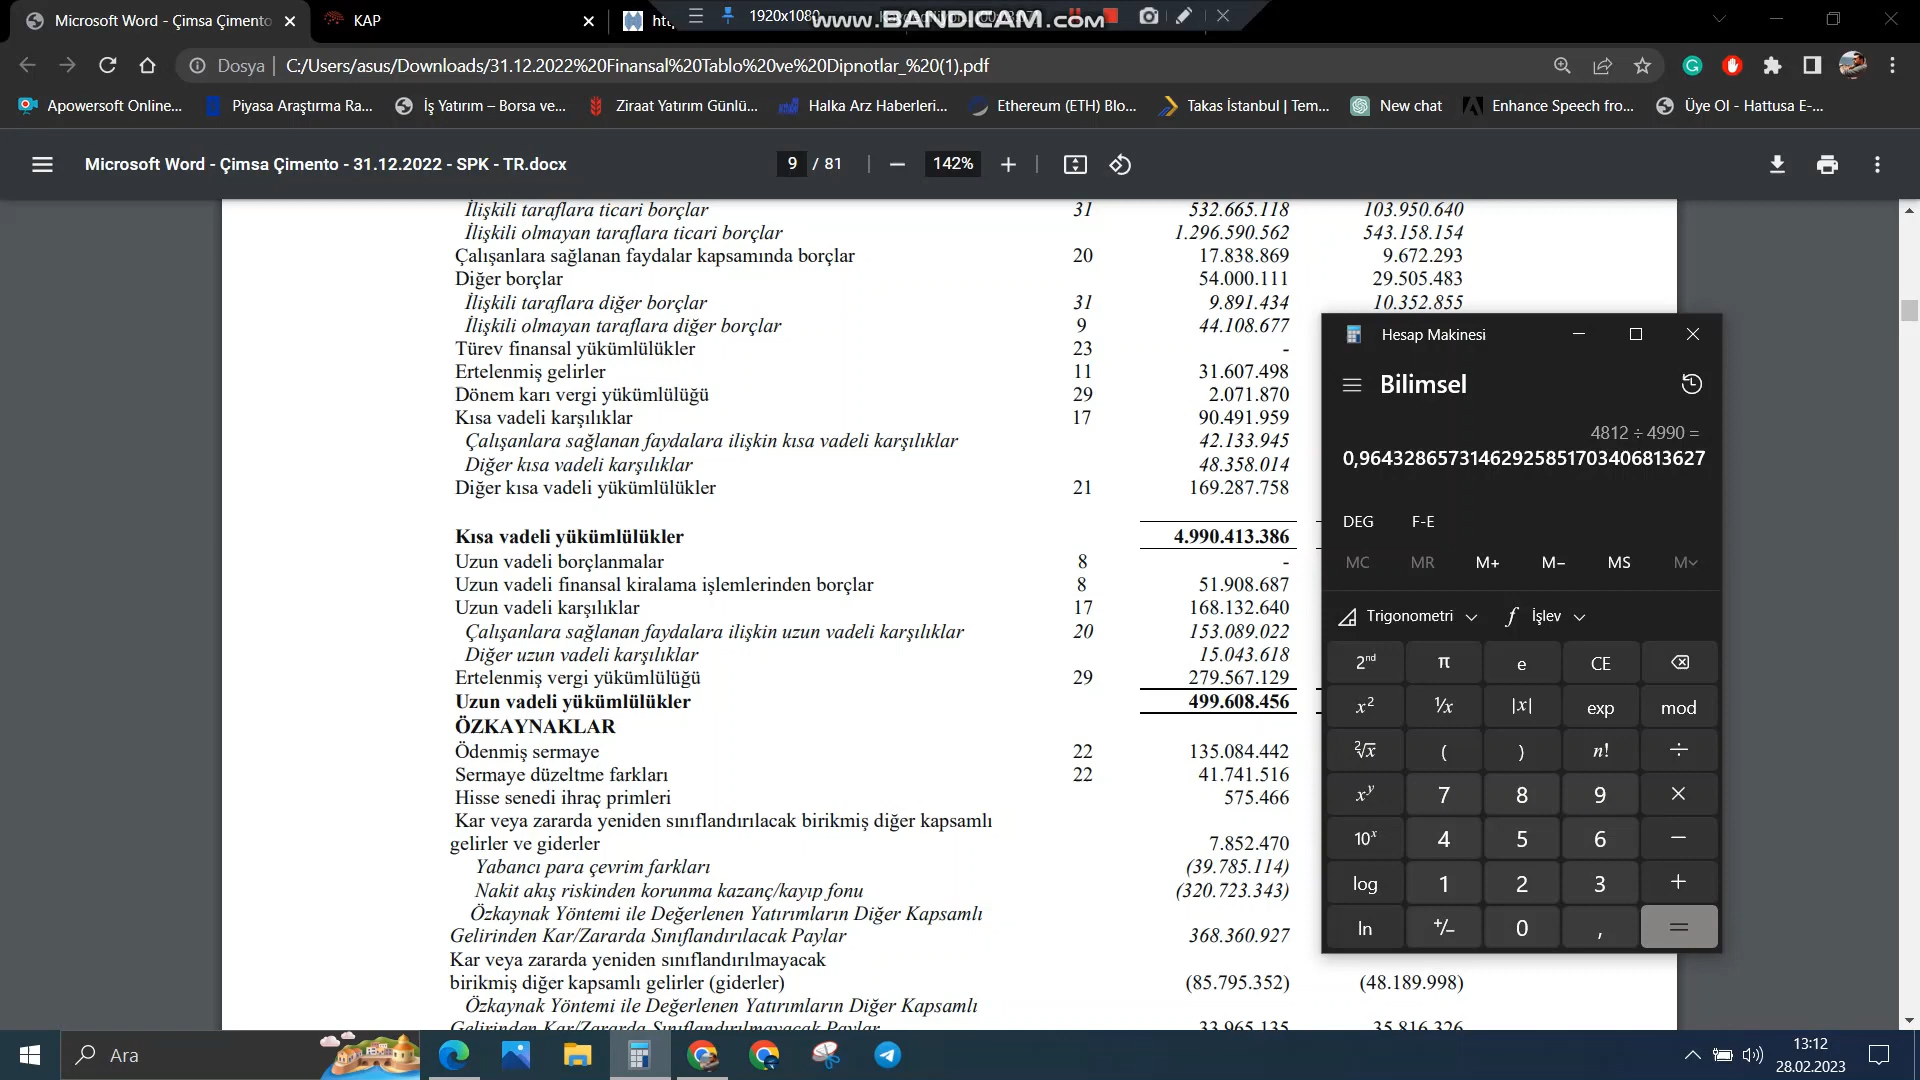 Microsoft Word - Çimsa Çimento
KAP
1920x1080
www.BANDICAM.com
Dosya
C:/Users/asus/Downloads/31.12.2022%20Finansal%20Tablo%20ve%20Dipnotlar_%20(1).pdf
Apowersoft Online...
Piyasa Araştırma Ra...
İş Yatırım – Borsa ve...
Ziraat Yatırım Günlü...
Halka Arz Haberleri...
Ethereum (ETH) Blo...
Takas İstanbul | Tem...
New chat
Enhance Speech fro...
Üye Ol - Hattusa E-...
Microsoft Word - Çimsa Çimento - 31.12.2022 - SPK - TR.docx
9 / 81
142%
İlişkili taraflara ticari borçlar 31 532.665.118 103.950.640
İlişkili olmayan taraflara ticari borçlar 1.296.590.562 543.158.154
Çalışanlara sağlanan faydalar kapsamında borçlar 20 17.838.869 9.672.293
Diğer borçlar 54.000.111 29.505.483
İlişkili taraflara diğer borçlar 31 9.891.434 10.352.855
İlişkili olmayan taraflara diğer borçlar 9 44.108.677
Türev finansal yükümlülükler 23 -
Ertelenmiş gelirler 11 31.607.498
Dönem karı vergi yükümlülüğü 29 2.071.870
Kısa vadeli karşılıklar 17 90.491.959
Çalışanlara sağlanan faydalara ilişkin kısa vadeli karşılıklar 42.133.945
Diğer kısa vadeli karşılıklar 48.358.014
Diğer kısa vadeli yükümlülükler 21 169.287.758
Kısa vadeli yükümlülükler 4.990.413.386
Uzun vadeli borçlanmalar 8 -
Uzun vadeli finansal kiralama işlemlerinden borçlar 8 51.908.687
Uzun vadeli karşılıklar 17 168.132.640
Çalışanlara sağlanan faydalara ilişkin uzun vadeli karşılıklar 20 153.089.022
Diğer uzun vadeli karşılıklar 15.043.618
Ertelenmiş vergi yükümlülüğü 29 279.567.129
Uzun vadeli yükümlülükler 499.608.456
ÖZKAYNAKLAR
Ödenmiş sermaye 22 135.084.442
Sermaye düzeltme farkları 22 41.741.516
Hisse senedi ihraç primleri 575.466
Kar veya zararda yeniden sınıflandırılacak birikmiş diğer kapsamlı
gelirler ve giderler 7.852.470
Yabancı para çevrim farkları (39.785.114)
Nakit akış riskinden korunma kazanç/kayıp fonu (320.723.343)
Özkaynak Yöntemi ile Değerlenen Yatırımların Diğer Kapsamlı
Gelirinden Kar/Zararda Sınıflandırılacak Paylar 368.360.927
Kar veya zararda yeniden sınıflandırılmayacak
birikmiş diğer kapsamlı gelirler (giderler) (85.795.352) (48.189.998)
Özkaynak Yöntemi ile Değerlenen Yatırımların Diğer Kapsamlı
Gelirinden Kar/Zararda Sınıflandırılmayacak Paylar 33.965.135 35.816.326
Hesap Makinesi
Bilimsel
4812 ÷ 4990 =
0,96432865731462925851703406813627
DEG F-E
MC MR M+ M− MS M
Trigonometri f İşlev
2nd π e CE
x² ¹/x |x| exp mod
²√x ( ) n! ÷
xʸ 7 8 9 ×
10ˣ 4 5 6 −
log 1 2 3 +
ln +/− 0 , =
Ara
13:12
28.02.2023